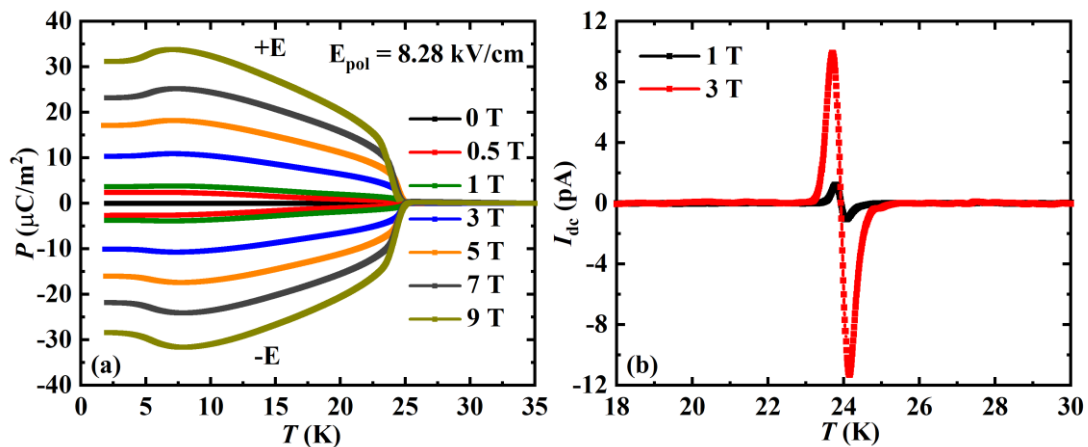 40
30
20
10
0
-10
-20
-30
-40
P (μC/m²)
+E
E_pol = 8.28 kV/cm
0 T
0.5 T
1 T
3 T
5 T
7 T
9 T
-E
(a)
0 5 10 15 20 25 30 35
T (K)
12
8
4
0
-4
-8
-12
I_dc (pA)
1 T
3 T
(b)
18 20 22 24 26 28 30
T (K)